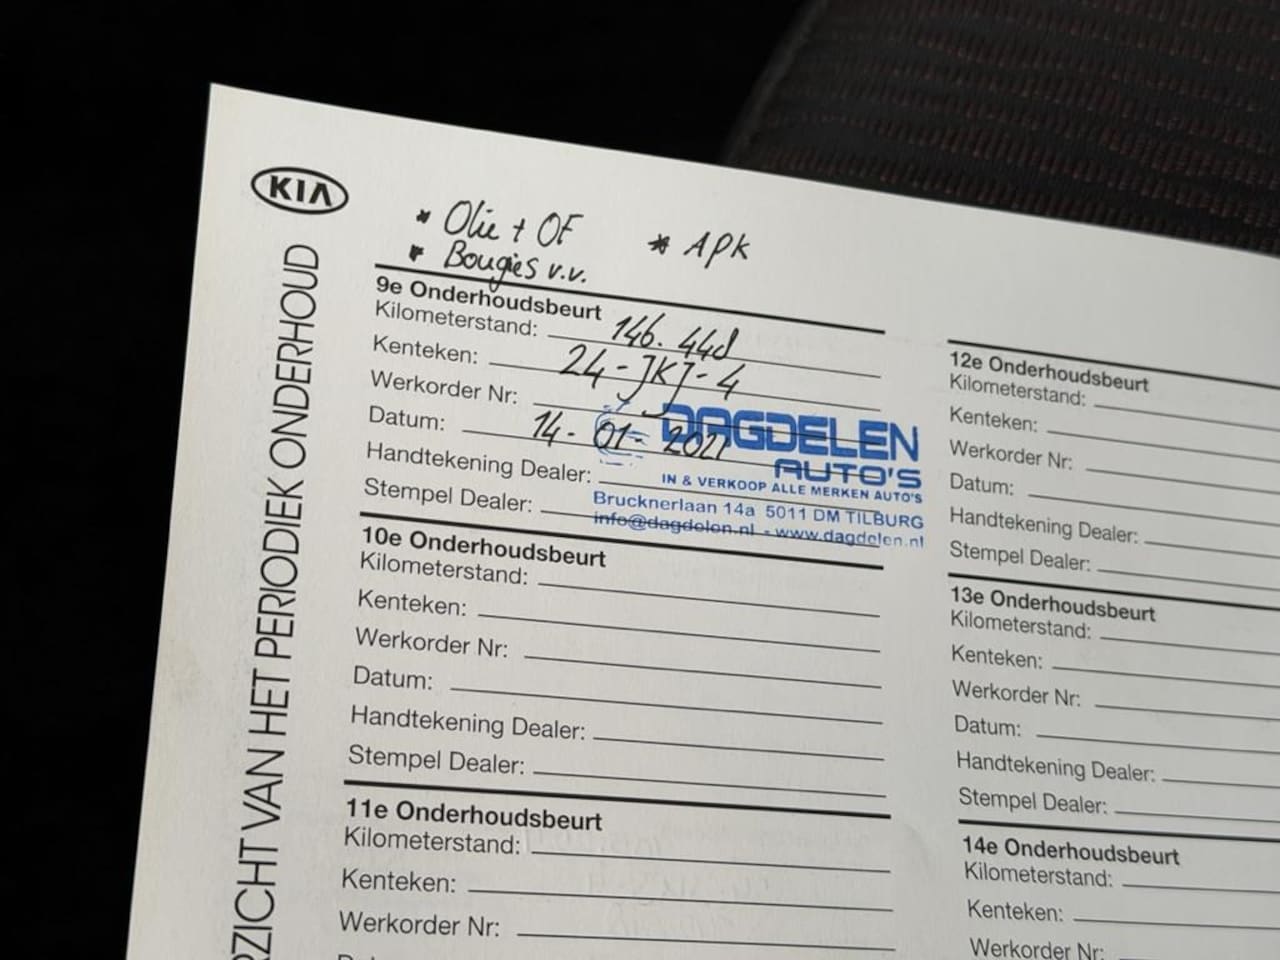 KIA
* Olie + OF
* APK
* Bougies v.v.
RZICHT VAN HET PERIODIEK ONDERHOUD
9e Onderhoudsbeurt
Kilometerstand: 146.448
Kenteken: 24-JKJ-4
Werkorder Nr:
Datum: 14-01-2021
Handtekening Dealer:
Stempel Dealer:
DAGDELEN
AUTO'S
IN & VERKOOP ALLE MERKEN AUTO'S
Brucknerlaan 14a 5011 DM TILBURG
info@dagdelen.nl - www.dagdelen.nl
10e Onderhoudsbeurt
Kilometerstand:
Kenteken:
Werkorder Nr:
Datum:
Handtekening Dealer:
Stempel Dealer:
11e Onderhoudsbeurt
Kilometerstand:
Kenteken:
Werkorder Nr:
12e Onderhoudsbeurt
Kilometerstand:
Kenteken:
Werkorder Nr:
Datum:
Handtekening Dealer:
Stempel Dealer:
13e Onderhoudsbeurt
Kilometerstand:
Kenteken:
Werkorder Nr:
Datum:
Handtekening Dealer:
Stempel Dealer:
14e Onderhoudsbeurt
Kilometerstand:
Kenteken:
Werkorder Nr: